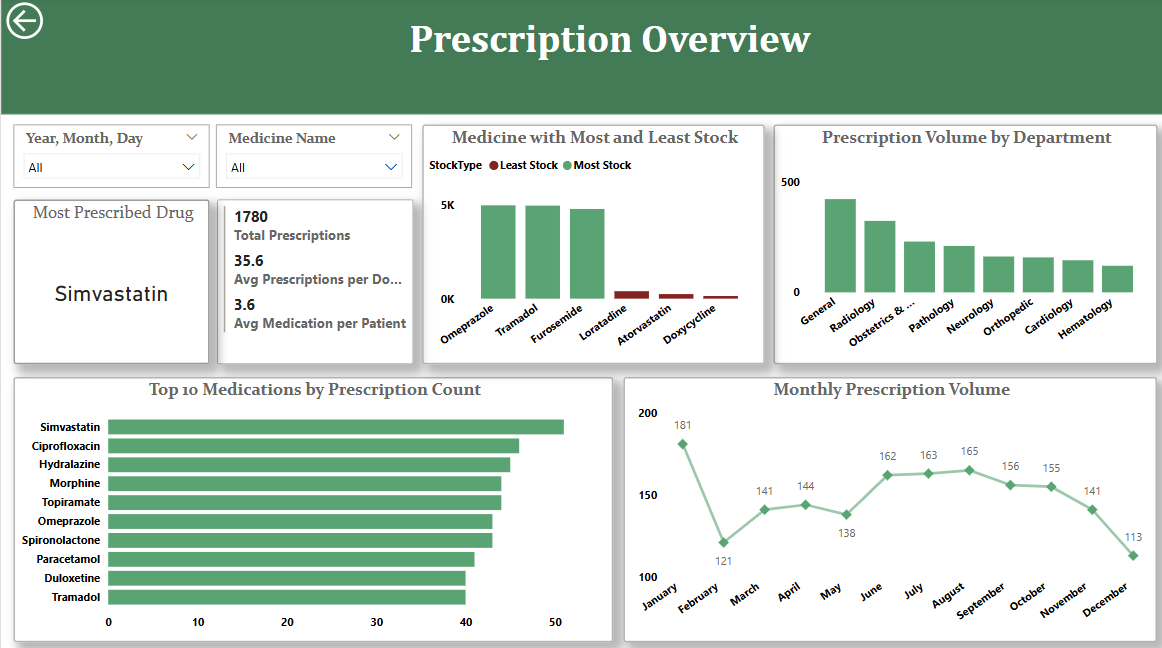 Prescription Overview
Year, Month, Day
All
Medicine Name
All
Most Prescribed Drug
Simvastatin
1780
Total Prescriptions
35.6
Avg Prescriptions per Do...
3.6
Avg Medication per Patient
Medicine with Most and Least Stock
StockType Least Stock Most Stock
5K
0K
Omeprazole
Tramadol
Furosemide
Loratadine
Atorvastatin
Doxycycline
Prescription Volume by Department
500
0
General
Radiology
Obstetrics & ...
Pathology
Neurology
Orthopedic
Cardiology
Hematology
Top 10 Medications by Prescription Count
Simvastatin
Ciprofloxacin
Hydralazine
Morphine
Topiramate
Omeprazole
Spironolactone
Paracetamol
Duloxetine
Tramadol
0 10 20 30 40 50
Monthly Prescription Volume
200
150
100
181
121
141
144
138
162
163
165
156
155
141
113
January
February
March
April
May
June
July
August
September
October
November
December